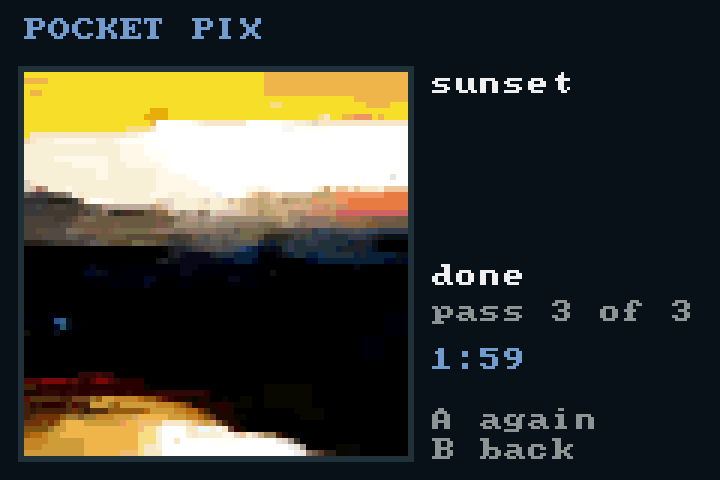 POCKET PIX
sunset
done
pass 3 of 3
1:59
A again
B back